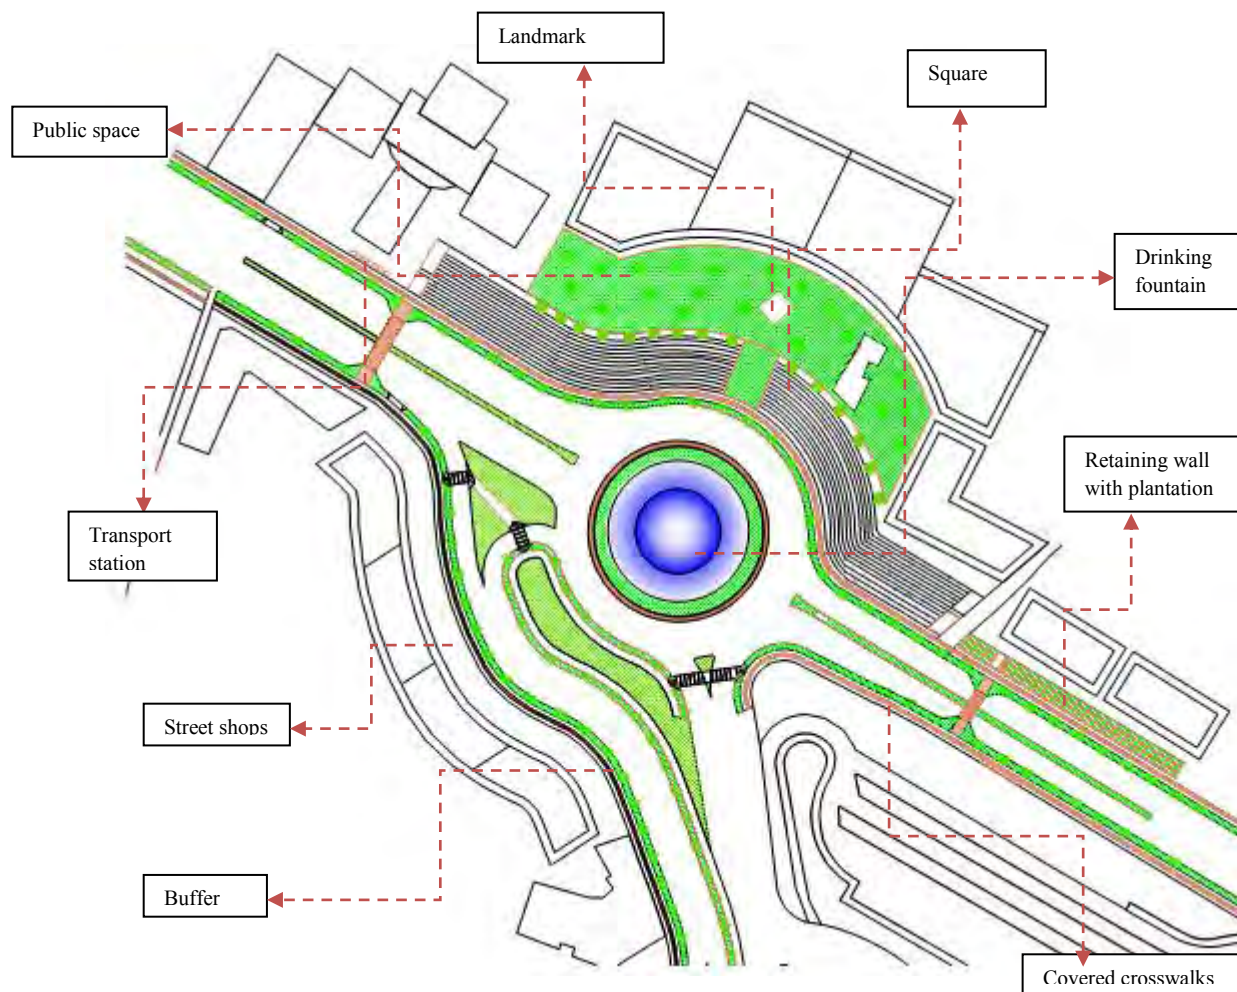 Landmark
Square
Public space
Drinking
fountain
Retaining wall
with plantation
Transport
station
Street shops
Buffer
Covered crosswalks